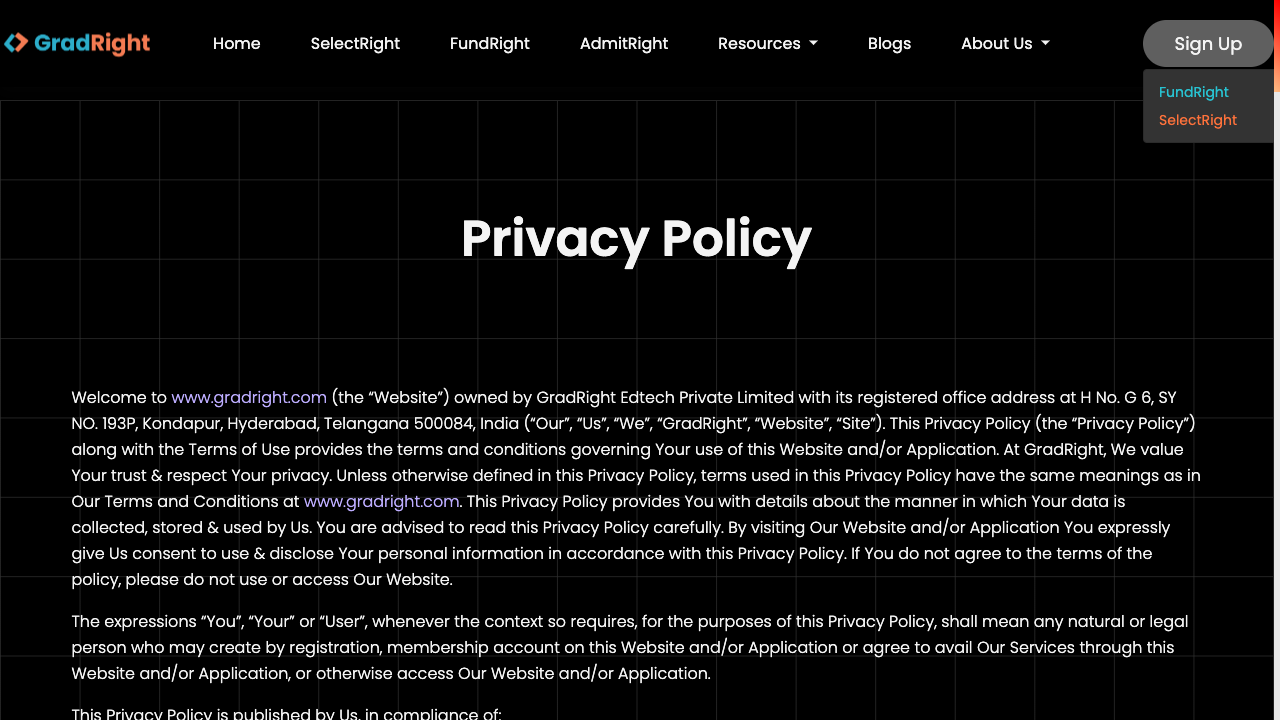 GradRight
Home
SelectRight
FundRight
AdmitRight
Resources
Blogs
About Us
Sign Up
FundRight
SelectRight
Privacy Policy
Welcome to www.gradright.com (the “Website”) owned by GradRight Edtech Private Limited with its registered office address at H No. G 6, SY
NO. 193P, Kondapur, Hyderabad, Telangana 500084, India (“Our”, “Us”, “We”, “GradRight”, “Website”, “Site”). This Privacy Policy (the “Privacy Policy”)
along with the Terms of Use provides the terms and conditions governing Your use of this Website and/or Application. At GradRight, We value
Your trust & respect Your privacy. Unless otherwise defined in this Privacy Policy, terms used in this Privacy Policy have the same meanings as in
Our Terms and Conditions at www.gradright.com. This Privacy Policy provides You with details about the manner in which Your data is
collected, stored & used by Us. You are advised to read this Privacy Policy carefully. By visiting Our Website and/or Application You expressly
give Us consent to use & disclose Your personal information in accordance with this Privacy Policy. If You do not agree to the terms of the
policy, please do not use or access Our Website.
The expressions “You”, “Your” or “User”, whenever the context so requires, for the purposes of this Privacy Policy, shall mean any natural or legal
person who may create by registration, membership account on this Website and/or Application or agree to avail Our Services through this
Website and/or Application, or otherwise access Our Website and/or Application.
This Privacy Policy is published by Us, in compliance of: